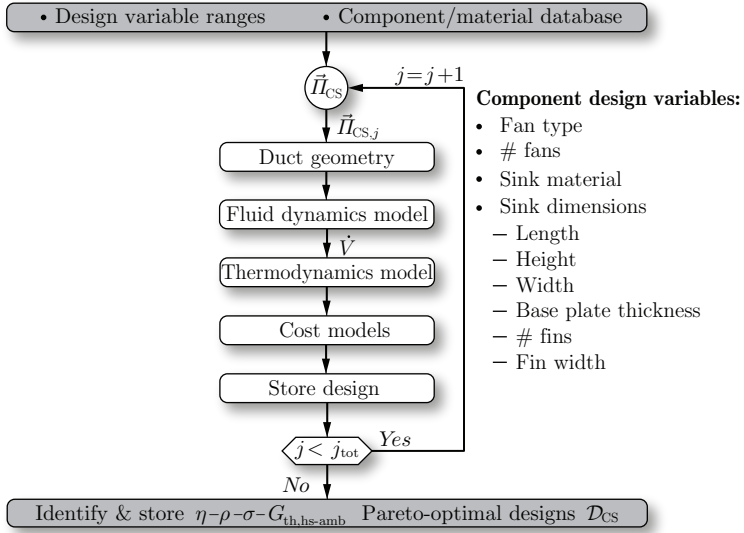 • Design variable ranges • Component/material database
j=j+1
Π⃗CS
Π⃗CS,j
Duct geometry
Fluid dynamics model
V̇
Thermodynamics model
Cost models
Store design
j < jtot
Yes
No
Identify & store η-ρ-σ-Gth,hs-amb Pareto-optimal designs 𝒟CS
Component design variables:
• Fan type
• # fans
• Sink material
• Sink dimensions
– Length
– Height
– Width
– Base plate thickness
– # fins
– Fin width